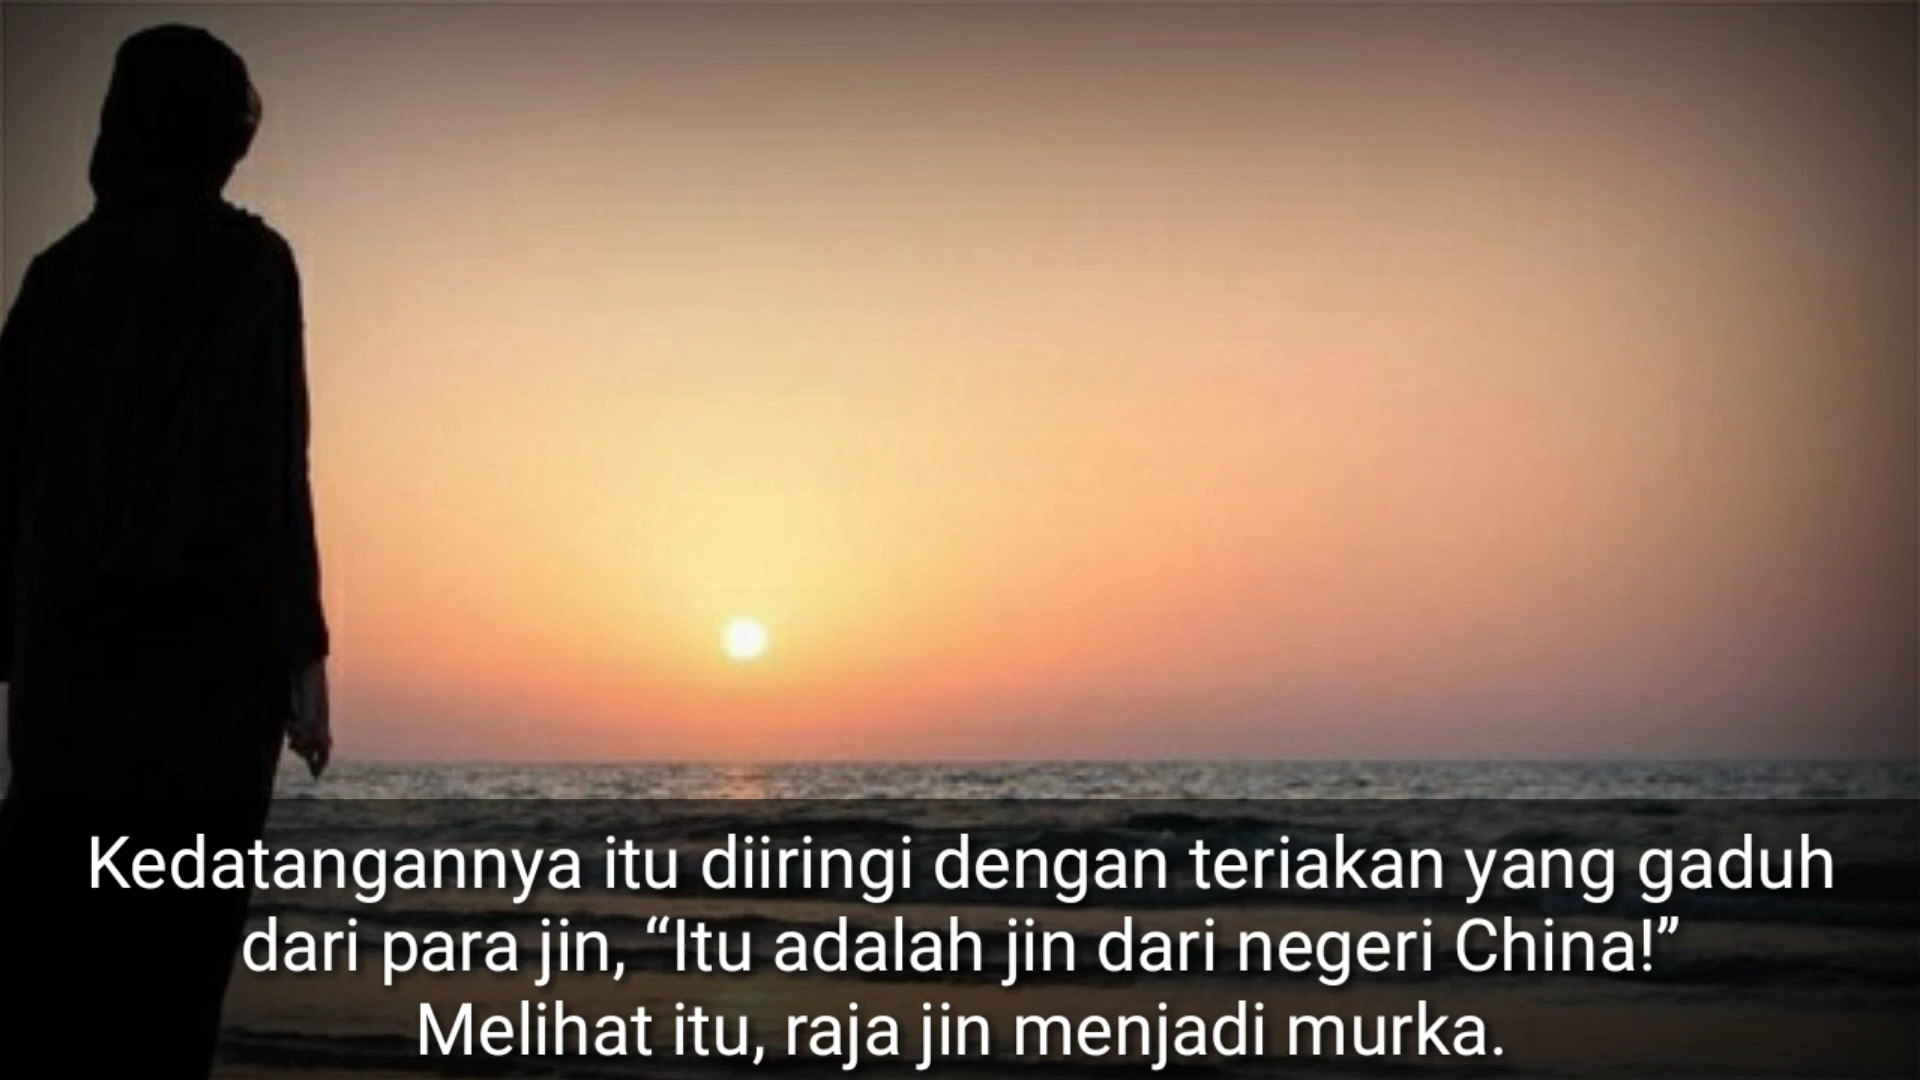 Kedatangannya itu diiringi dengan teriakan yang gaduh
dari para jin, “Itu adalah jin dari negeri China!”
Melihat itu, raja jin menjadi murka.